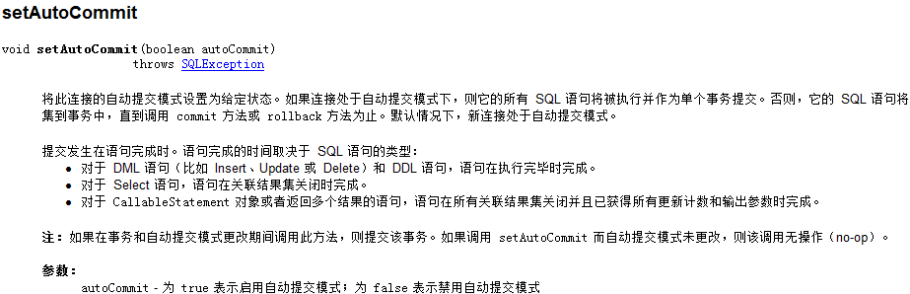 setAutoCommit
void setAutoCommit(boolean autoCommit)
throws SQLException
将此连接的自动提交模式设置为给定状态。如果连接处于自动提交模式下，则它的所有 SQL 语句将被执行并作为单个事务提交。否则，它的 SQL 语句将
集到事务中，直到调用 commit 方法或 rollback 方法为止。默认情况下，新连接处于自动提交模式。
提交发生在语句完成时。语句完成的时间取决于 SQL 语句的类型：
● 对于 DML 语句（比如 Insert、Update 或 Delete）和 DDL 语句，语句在执行完毕时完成。
● 对于 Select 语句，语句在关联结果集关闭时完成。
● 对于 CallableStatement 对象或者返回多个结果的语句，语句在所有关联结果集关闭并且已获得所有更新计数和输出参数时完成。
注：如果在事务和自动提交模式更改期间调用此方法，则提交该事务。如果调用 setAutoCommit 而自动提交模式未更改，则该调用无操作（no-op）。
参数：
autoCommit - 为 true 表示启用自动提交模式；为 false 表示禁用自动提交模式